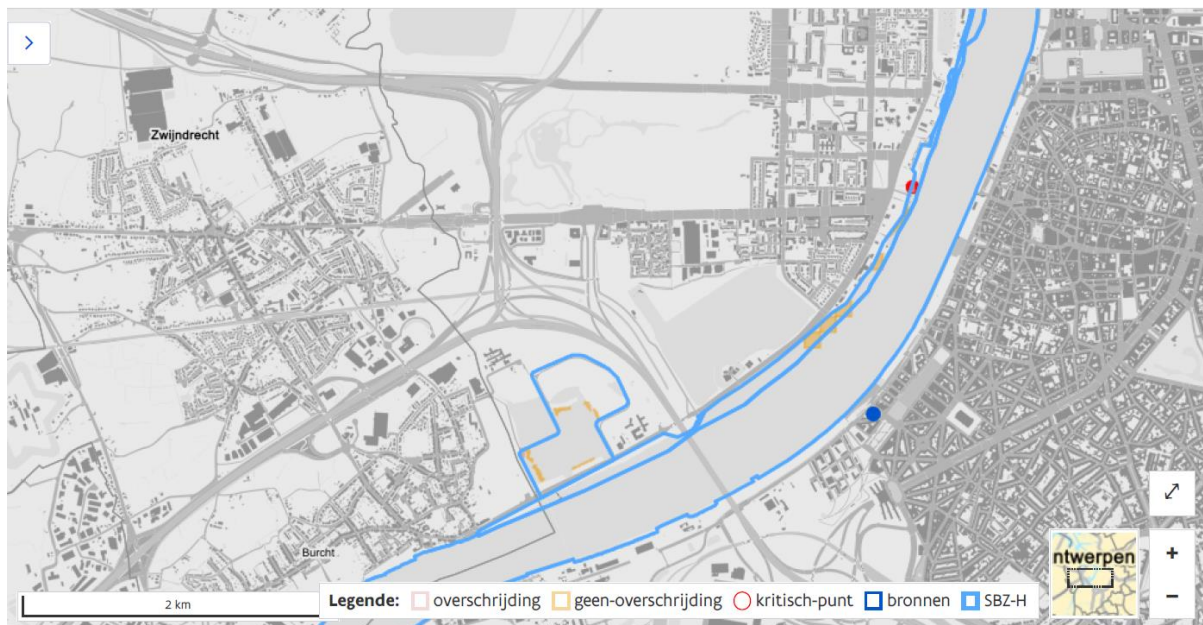 Zwijndrecht
Burcht
ntwerpen
2 km
Legende: overschrijding geen-overschrijding kritisch-punt bronnen SBZ-H